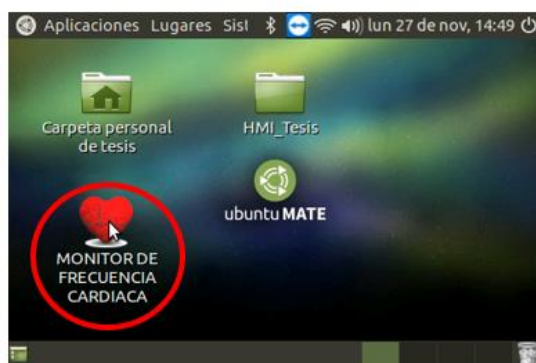 Aplicaciones Lugares Sist lun 27 de nov, 14:49
Carpeta personal
de tesis
HMI_Tesis
ubuntu MATE
MONITOR DE
FRECUENCIA
CARDIACA